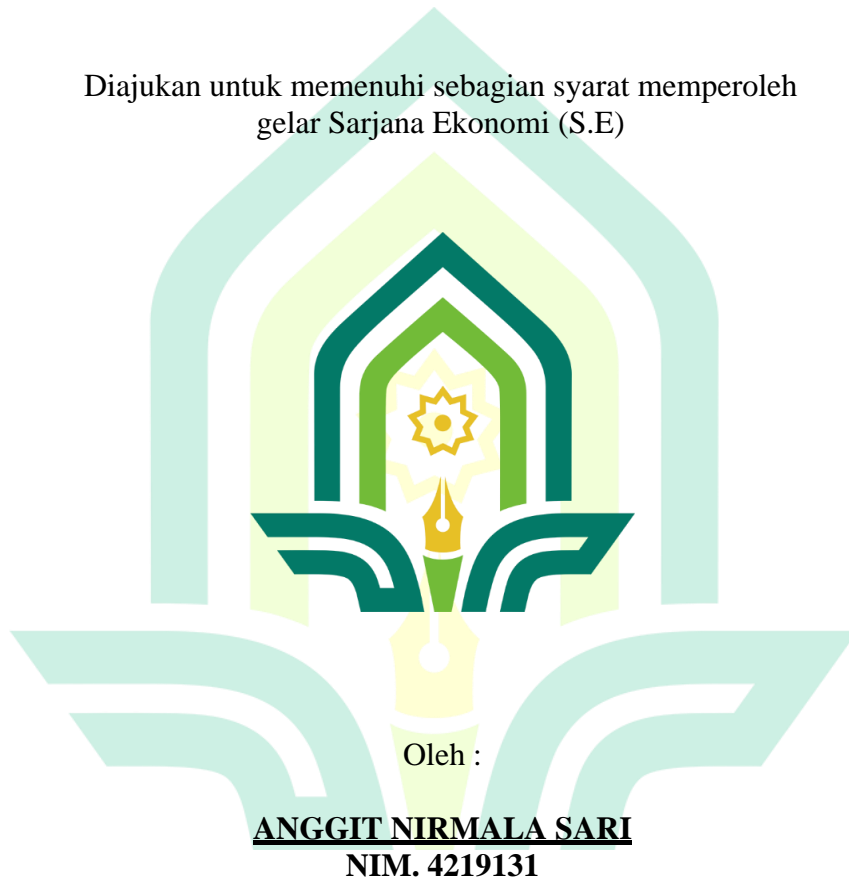 Diajukan untuk memenuhi sebagian syarat memperoleh
gelar Sarjana Ekonomi (S.E)
Oleh :
ANGGIT NIRMALA SARI
NIM. 4219131